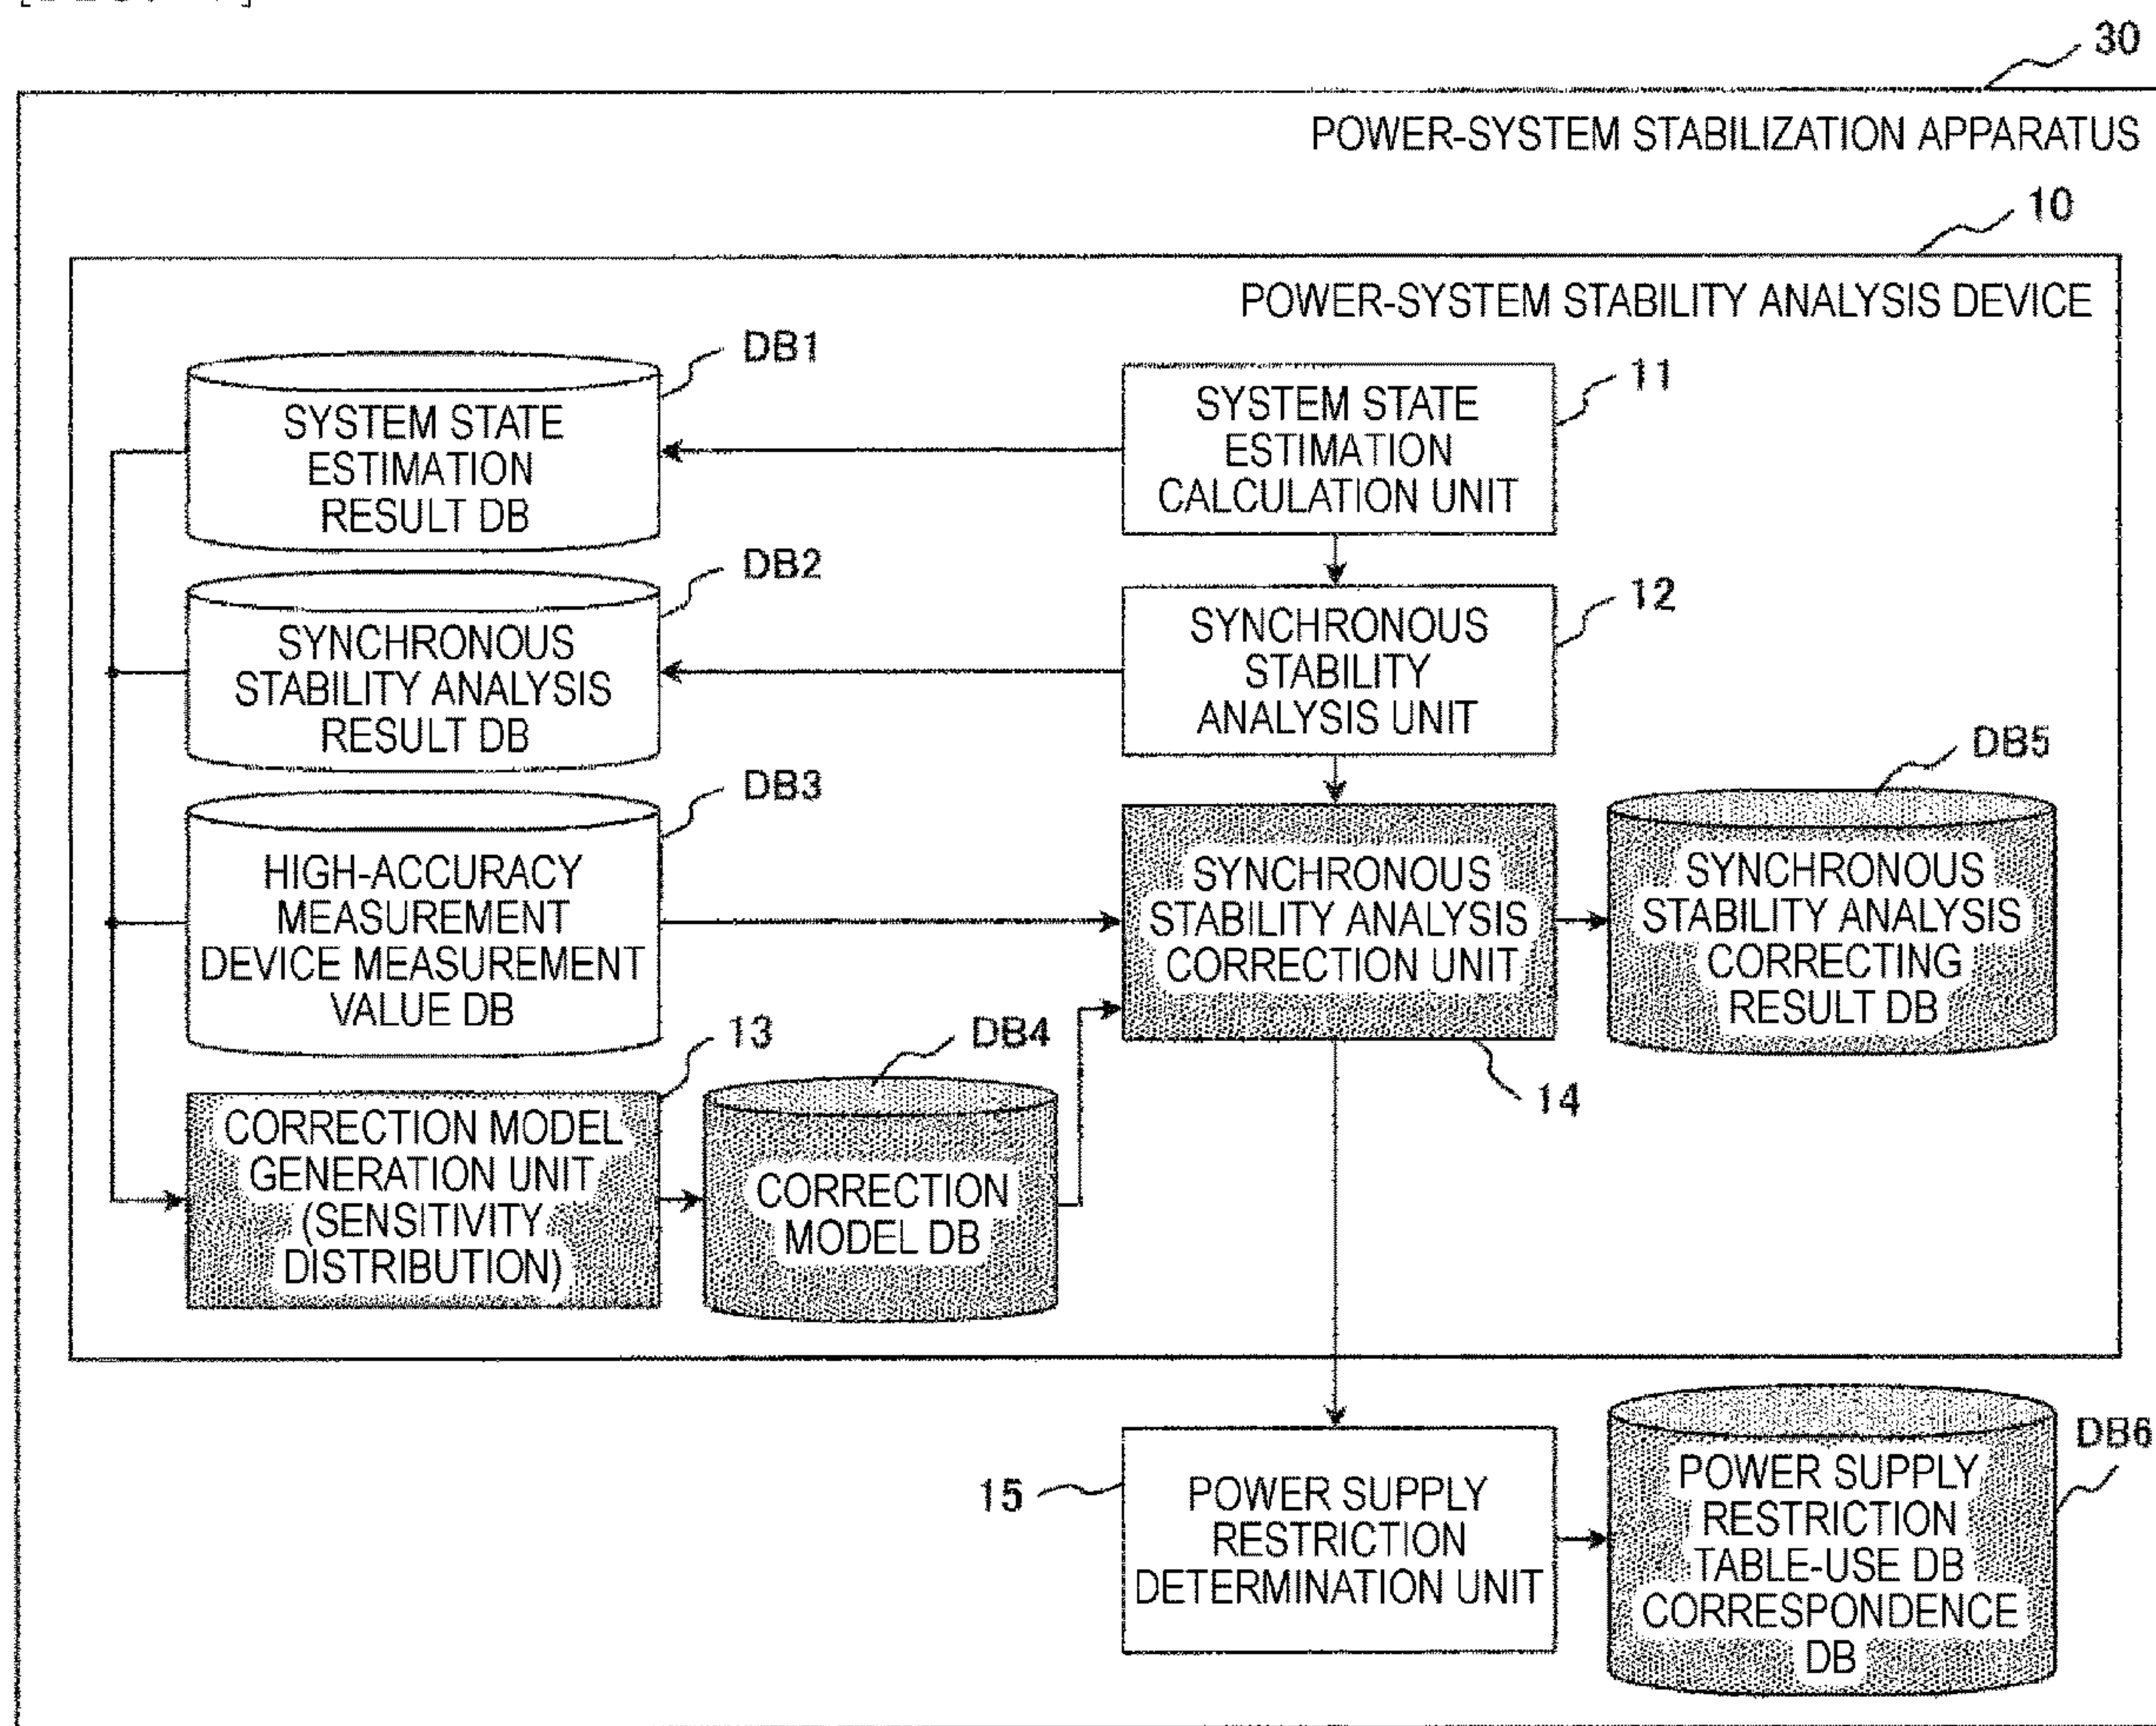 30
POWER-SYSTEM STABILIZATION APPARATUS
10
POWER-SYSTEM STABILITY ANALYSIS DEVICE
DB1
SYSTEM STATE
ESTIMATION
RESULT DB
11
SYSTEM STATE
ESTIMATION
CALCULATION UNIT
DB2
SYNCHRONOUS
STABILITY ANALYSIS
RESULT DB
12
SYNCHRONOUS
STABILITY
ANALYSIS UNIT
DB3
HIGH-ACCURACY
MEASUREMENT
DEVICE MEASUREMENT
VALUE DB
SYNCHRONOUS
STABILITY ANALYSIS
CORRECTION UNIT
14
DB5
SYNCHRONOUS
STABILITY ANALYSIS
CORRECTING
RESULT DB
13
CORRECTION MODEL
GENERATION UNIT
(SENSITIVITY
DISTRIBUTION)
DB4
CORRECTION
MODEL DB
15
POWER SUPPLY
RESTRICTION
DETERMINATION UNIT
DB6
POWER SUPPLY
RESTRICTION
TABLE-USE DB
CORRESPONDENCE
DB